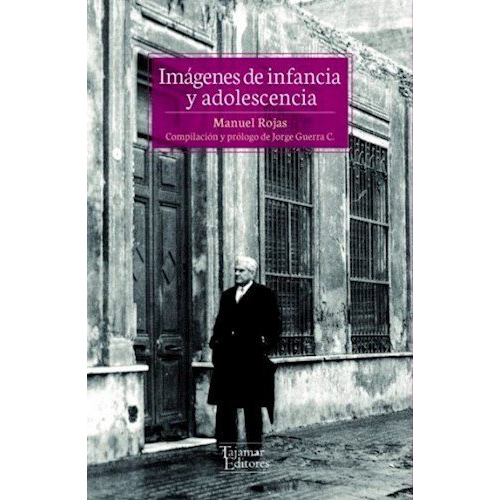 Imágenes de infancia
y adolescencia
Manuel Rojas
Compilación y prólogo de Jorge Guerra C.
Tajamar
Editores